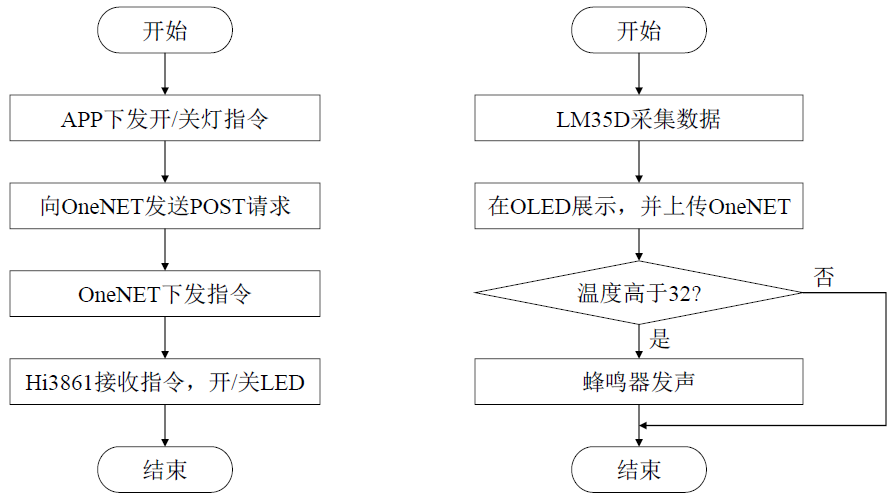 开始
APP下发开/关灯指令
向OneNET发送POST请求
OneNET下发指令
Hi3861接收指令，开/关LED
结束
开始
LM35D采集数据
在OLED展示，并上传OneNET
温度高于32?
否
是
蜂鸣器发声
结束